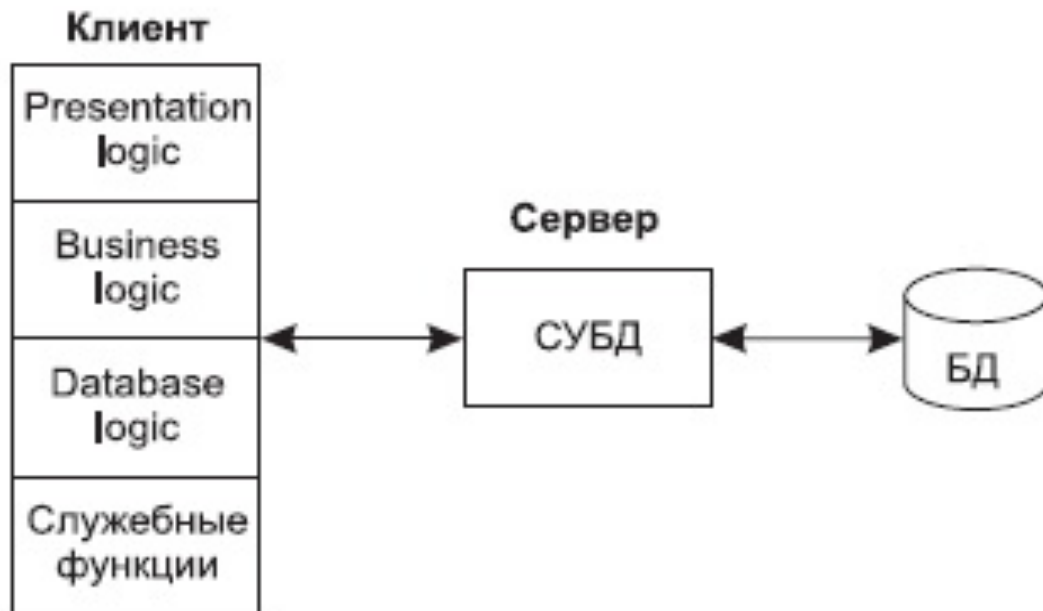 Клиент
Presentation
logic
Business
logic
Database
logic
Служебные
функции
Сервер
СУБД
БД